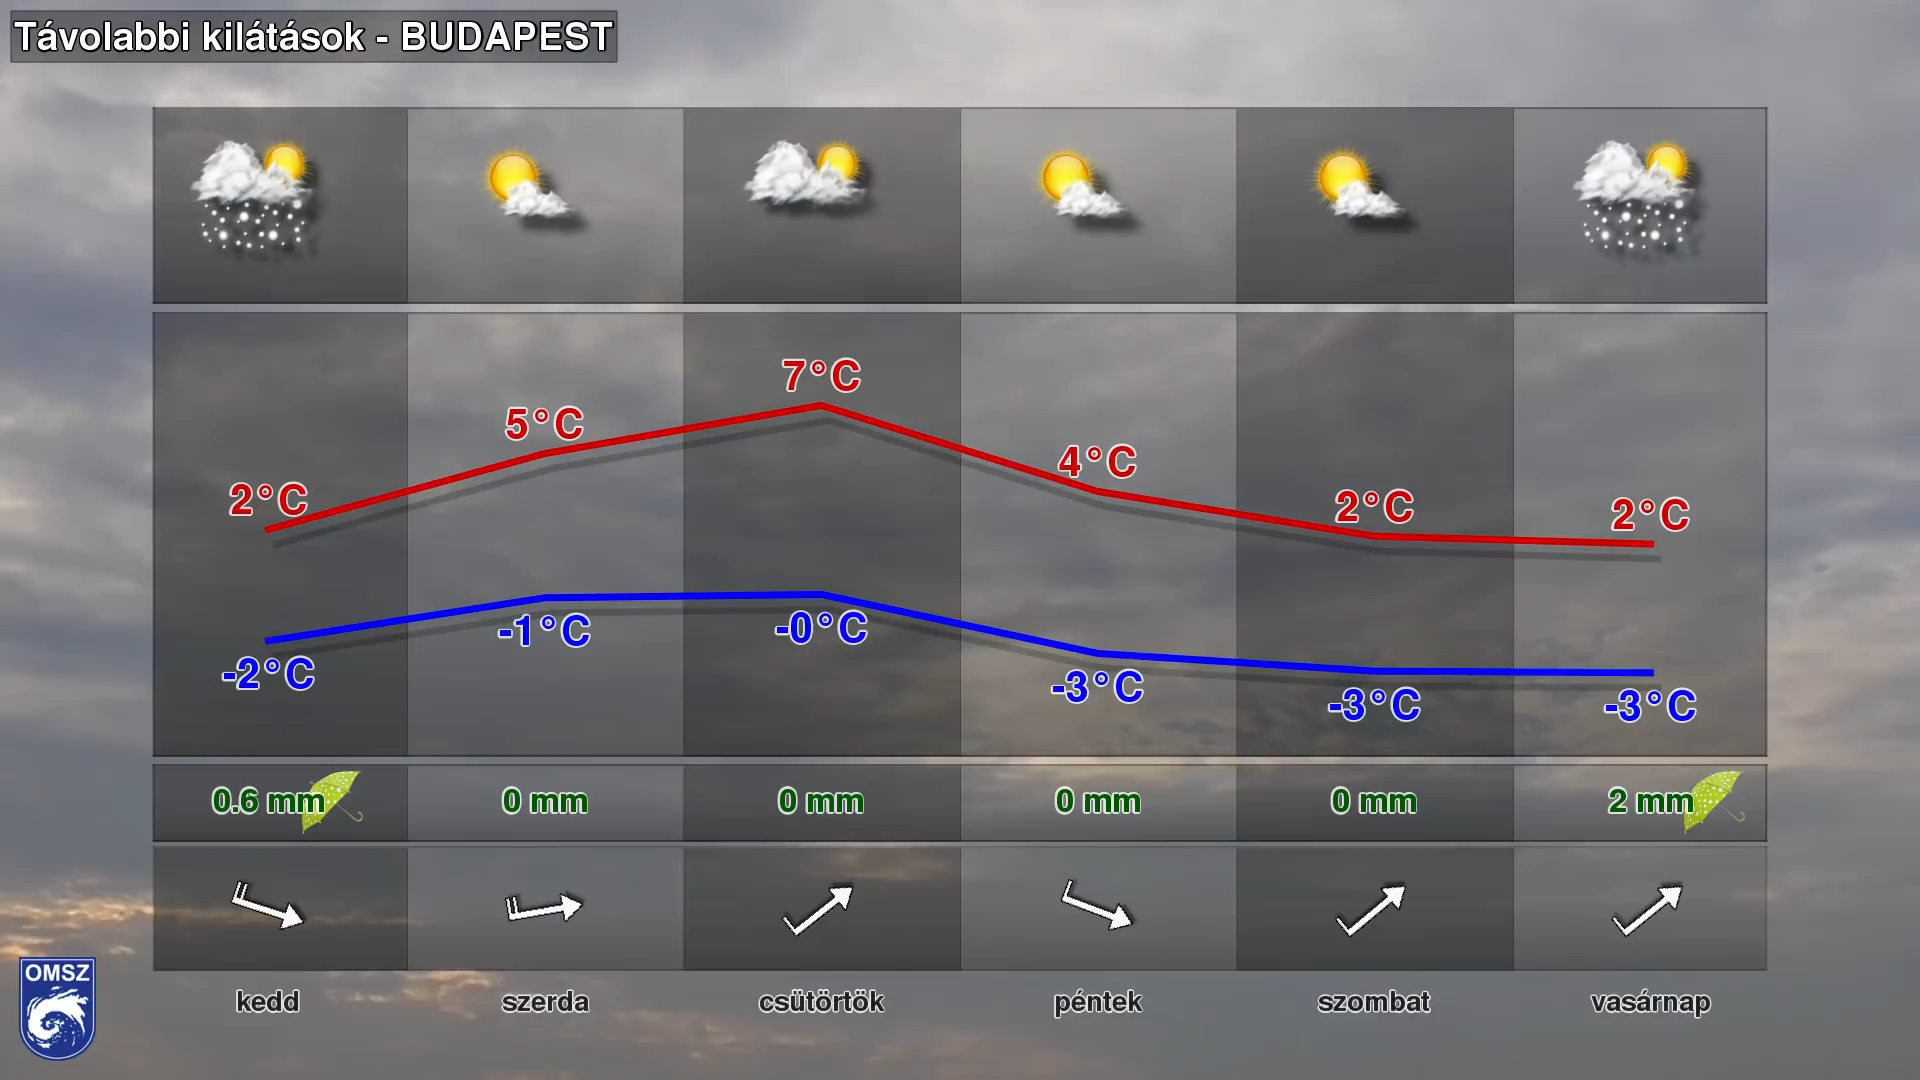 Távolabbi kilátások - BUDAPEST
2°C
5°C
7°C
4°C
2°C
2°C
-2°C
-1°C
-0°C
-3°C
-3°C
-3°C
0.6 mm
0 mm
0 mm
0 mm
0 mm
2 mm
OMSZ
kedd
szerda
csütörtök
péntek
szombat
vasárnap